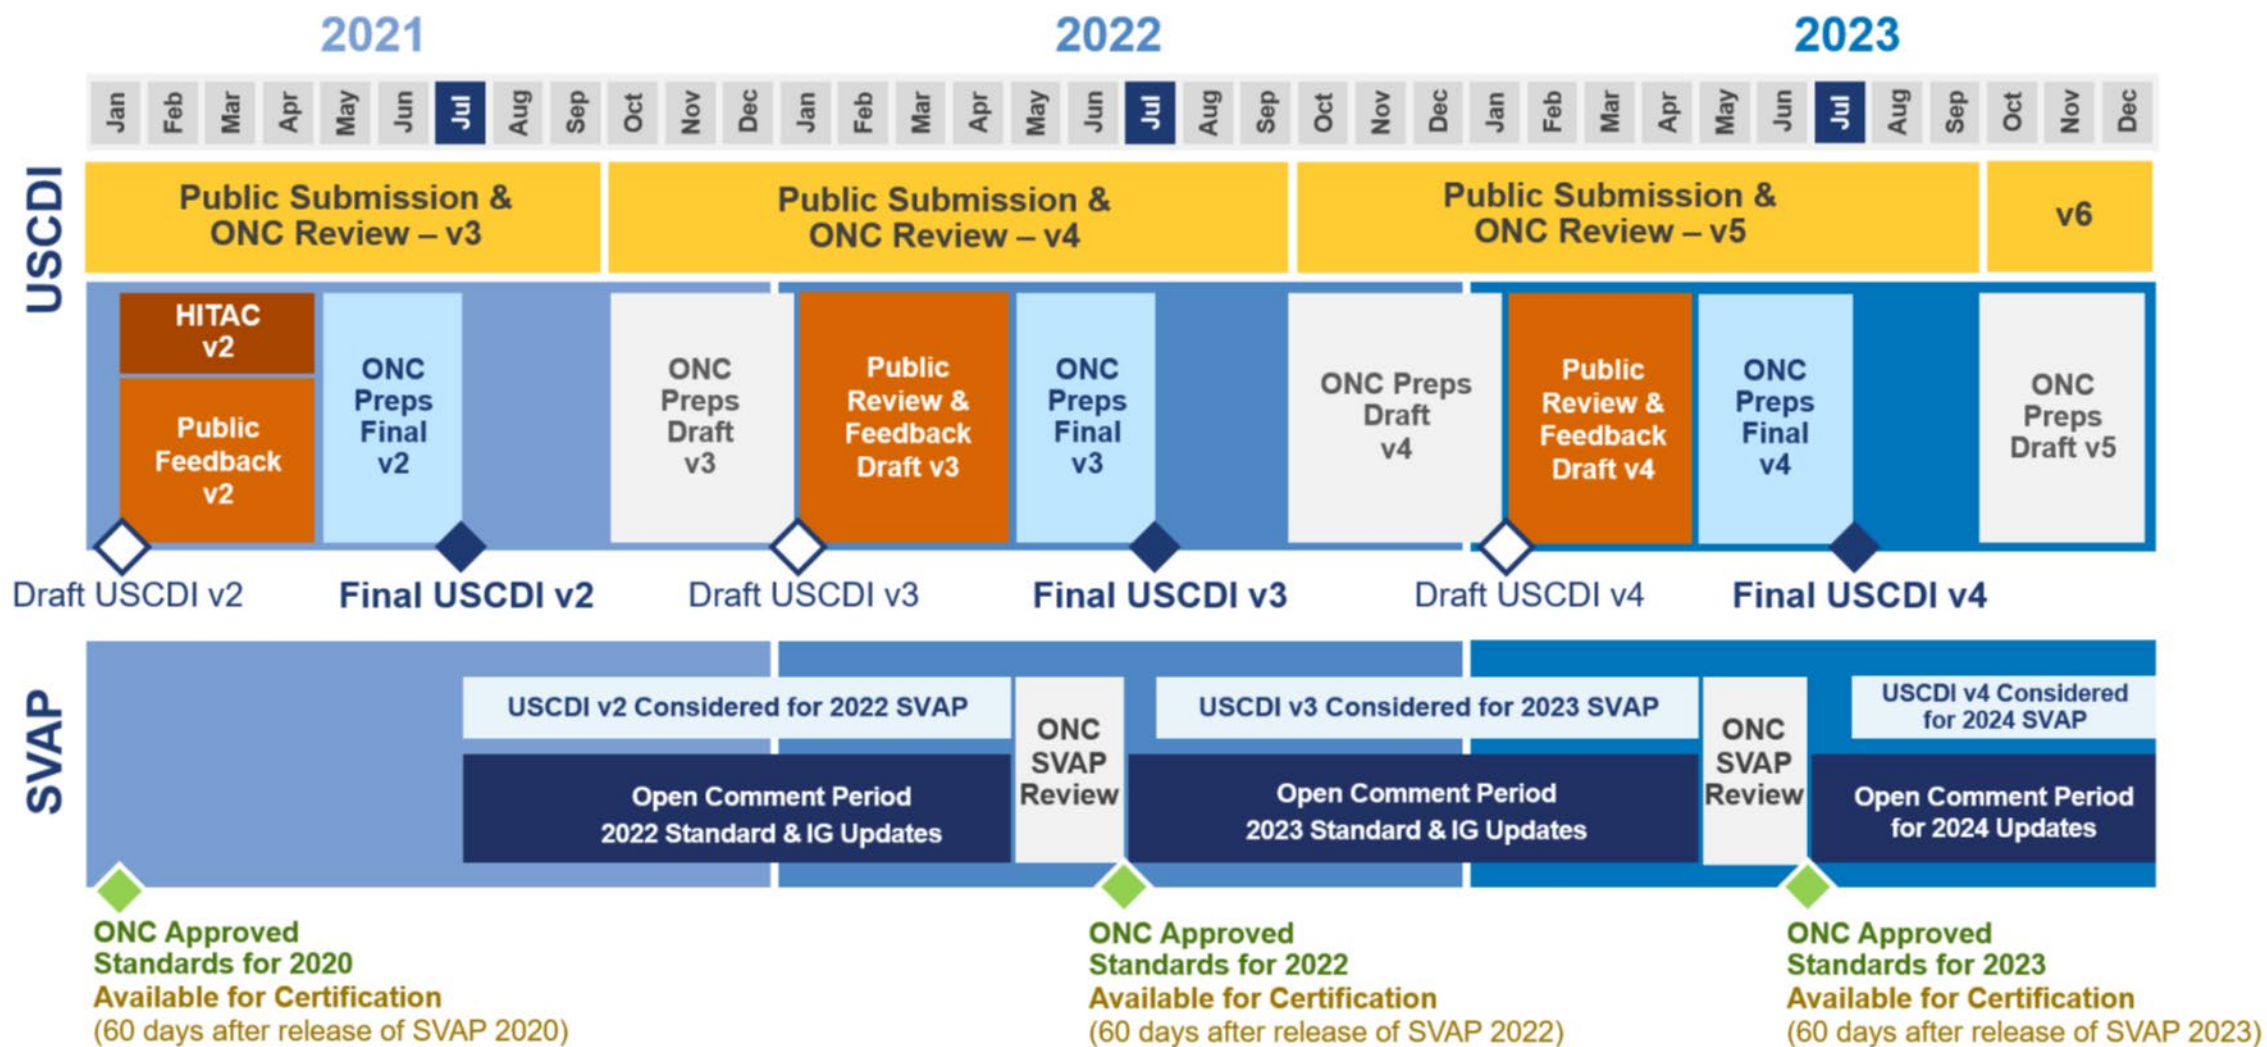 2021
2022
2023
Jan Feb Mar Apr May Jun Jul Aug Sep Oct Nov Dec Jan Feb Mar Apr May Jun Jul Aug Sep Oct Nov Dec Jan Feb Mar Apr May Jun Jul Aug Sep Oct Nov Dec
USCDI
Public Submission &
ONC Review – v3
Public Submission &
ONC Review – v4
Public Submission &
ONC Review – v5
v6
HITAC
v2
Public
Feedback
v2
ONC
Preps
Final
v2
ONC
Preps
Draft
v3
Public
Review &
Feedback
Draft v3
ONC
Preps
Final
v3
ONC Preps
Draft
v4
Public
Review &
Feedback
Draft v4
ONC
Preps
Final
v4
ONC
Preps
Draft v5
Draft USCDI v2
Final USCDI v2
Draft USCDI v3
Final USCDI v3
Draft USCDI v4
Final USCDI v4
SVAP
USCDI v2 Considered for 2022 SVAP
Open Comment Period
2022 Standard & IG Updates
ONC
SVAP
Review
USCDI v3 Considered for 2023 SVAP
Open Comment Period
2023 Standard & IG Updates
ONC
SVAP
Review
USCDI v4 Considered
for 2024 SVAP
Open Comment Period
for 2024 Updates
ONC Approved
Standards for 2020
Available for Certification
(60 days after release of SVAP 2020)
ONC Approved
Standards for 2022
Available for Certification
(60 days after release of SVAP 2022)
ONC Approved
Standards for 2023
Available for Certification
(60 days after release of SVAP 2023)